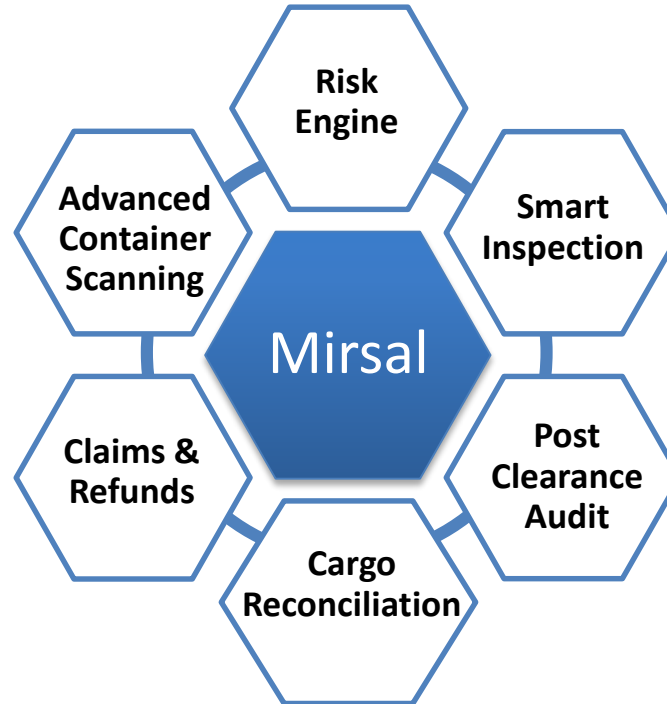 Risk
Engine
Smart
Inspection
Post
Clearance
Audit
Cargo
Reconciliation
Claims &
Refunds
Advanced
Container
Scanning
Mirsal